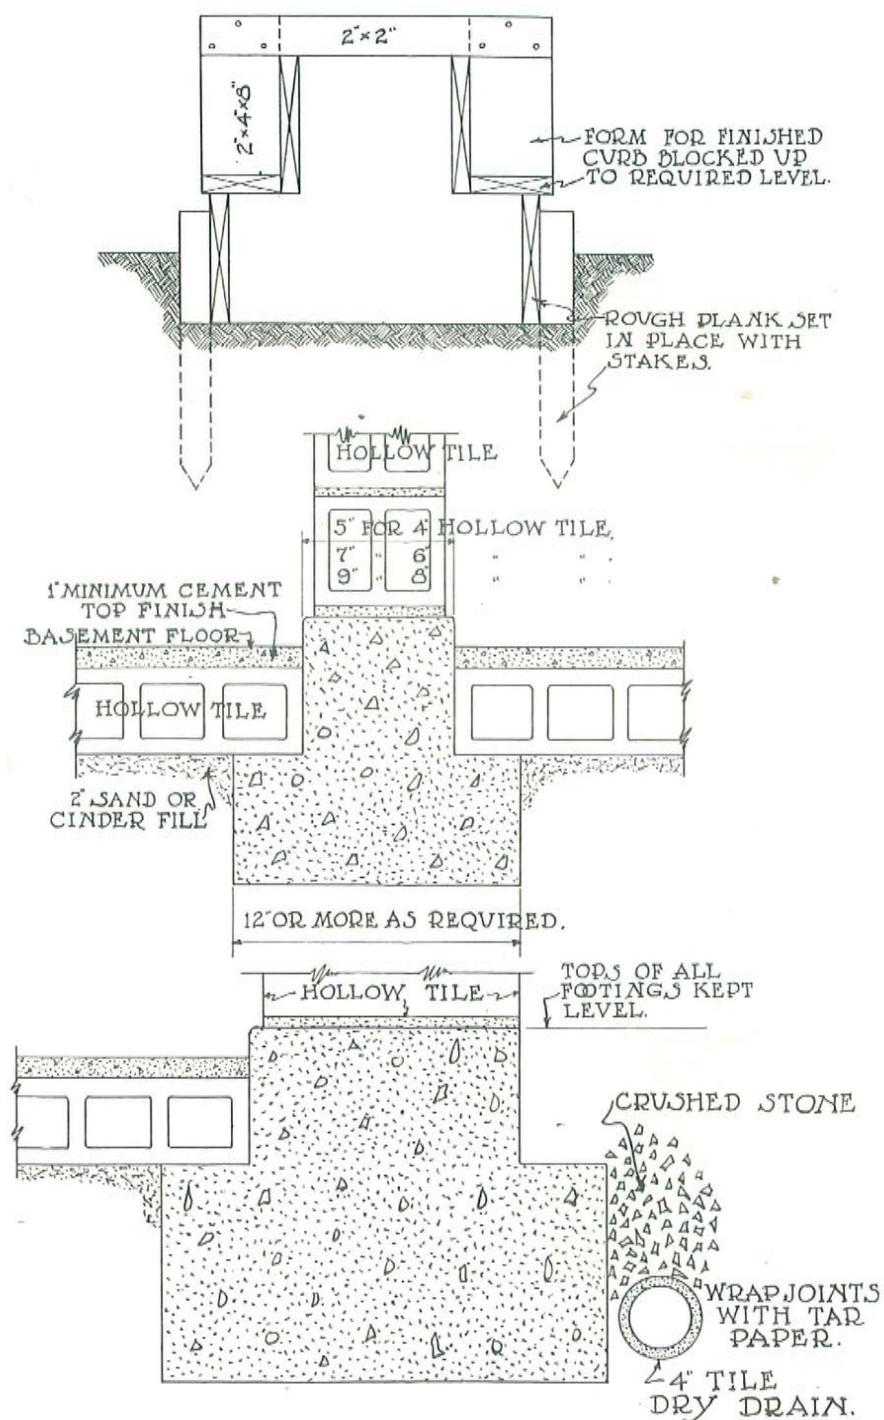 2"×2"
2"×4"×8"
FORM FOR FINISHED
CURB BLOCKED UP
TO REQUIRED LEVEL.
ROUGH PLANK SET
IN PLACE WITH
STAKES.
HOLLOW TILE
5" FOR 4" HOLLOW TILE.
7" " 6" " " .
9" " 8" " " .
1" MINIMUM CEMENT
TOP FINISH
BASEMENT FLOOR
HOLLOW TILE
2" SAND OR
CINDER FILL
12" OR MORE AS REQUIRED.
HOLLOW TILE
TOPS OF ALL
FOOTINGS KEPT
LEVEL.
CRUSHED STONE
WRAP JOINTS
WITH TAR
PAPER.
4" TILE
DRY DRAIN.